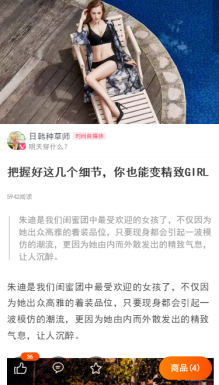 日韩种草师 时尚自媒体
明天穿什么?
把握好这几个细节，你也能变精致GIRL
5942阅读
朱迪是我们闺蜜团中最受欢迎的女孩了，不仅因为
她出众高雅的着装品位，只要现身都会引起一波模
仿的潮流，更因为她由内而外散发出的精致气息，
让人沉醉。
朱迪是我们闺蜜团中最受欢迎的女孩了，不仅因
为她出众高雅的着装品位，只要现身都会引起一
波模仿的潮流，更因为她由内而外散发出的精致
气息，让人沉醉。
36
商品(4)